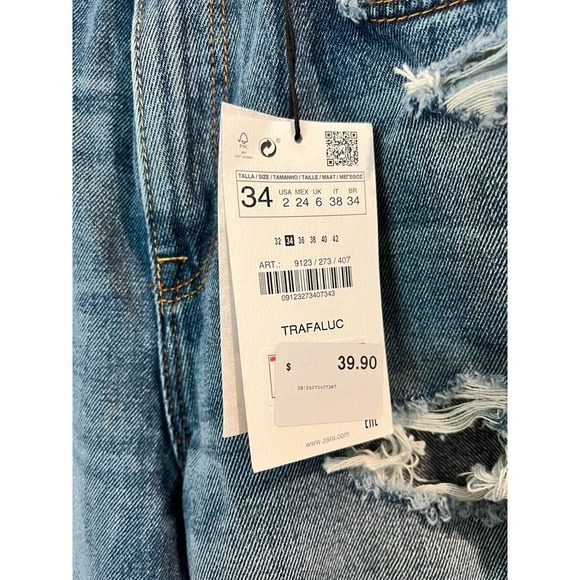 FSC
TALLA / SIZE / TAMANHO / TAILLE / MAAT / ΜΕΓΕΘΟΣ
34 USA 2 MEX 24 UK 6 IT 38 BR 34
32 34 36 38 40 42
ART.: 9123 / 273 / 407
09123273407343
TRAFALUC
$ 39.90
www.zara.com